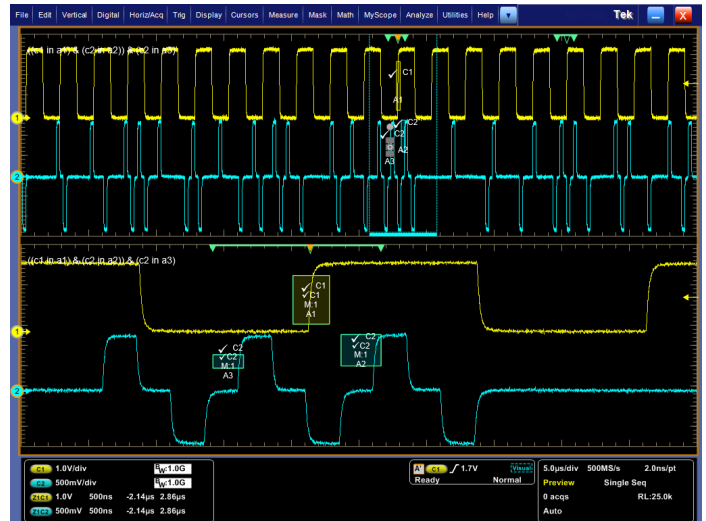 File Edit Vertical Digital Horiz/Acq Trig Display Cursors Measure Mask Math MyScope Analyze Utilities Help Tek X
((c1 in a1) & (c2 in a2)) & (c2 in a3)
C1
A1
1
C2
C2
A2
A3
2
((c1 in a1) & (c2 in a2)) & (c2 in a3)
C1
C1
M:1
A1
1
C2
C2
M:1
A3
C2
C2
M:1
A2
2
C1 1.0V/div BW:1.0G
C2 500mV/div BW:1.0G
Z1C1 1.0V 500ns -2.14µs 2.86µs
Z1C2 500mV 500ns -2.14µs 2.86µs
A' C1 1.7V Visual
Ready Normal
5.0µs/div 500MS/s 2.0ns/pt
Preview Single Seq
0 acqs RL:25.0k
Auto